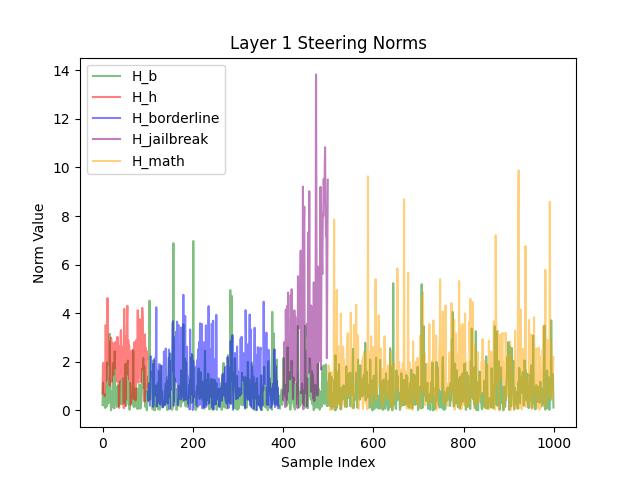 Layer 1 Steering Norms
Norm Value
14
12
10
8
6
4
2
0
H_b
H_h
H_borderline
H_jailbreak
H_math
0
200
400
600
800
1000
Sample Index